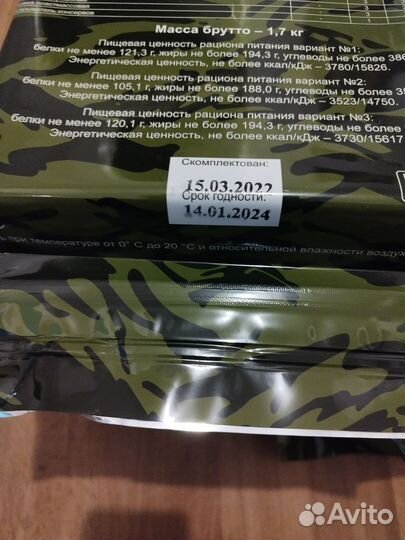 пластмассовая
консервов
Масса брутто – 1,7 кг
Пищевая ценность рациона питания вариант №1:
белки не менее 121,3 г, жиры не более 194,3 г, углеводы не более 386
Энергетическая ценность, не более ккал/кДж – 3780/15826.
Пищевая ценность рациона питания вариант №2:
белки не менее 105,1 г, жиры не более 188,0 г, углеводы не более
Энергетическая ценность, не более ккал/кДж – 3523/14750.
Пищевая ценность рациона питания вариант №3:
белки не менее 120,1 г, жиры не более 194,3 г, углеводы не более
Энергетическая ценность, не более ккал/кДж – 3730/15617
Скомплектован:
15.03.2022
Срок годности:
14.01.2024
при температуре от 0° С до 20 °С и относительной влажности воздух
Avito